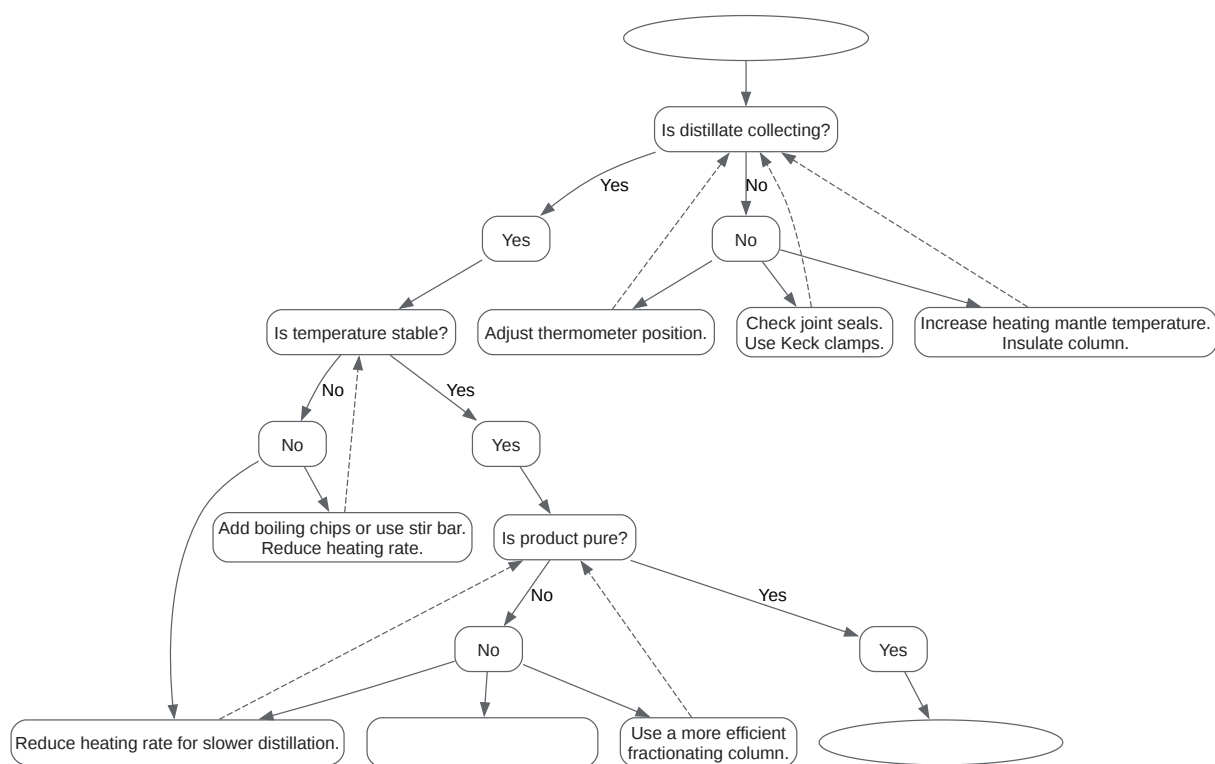 Is distillate collecting?
Yes
No
Yes
No
Is temperature stable?
Adjust thermometer position.
Check joint seals.
Use Keck clamps.
Increase heating mantle temperature.
Insulate column.
No
Yes
No
Yes
Add boiling chips or use stir bar.
Reduce heating rate.
Is product pure?
No
Yes
No
Yes
Reduce heating rate for slower distillation.
Use a more efficient
fractionating column.